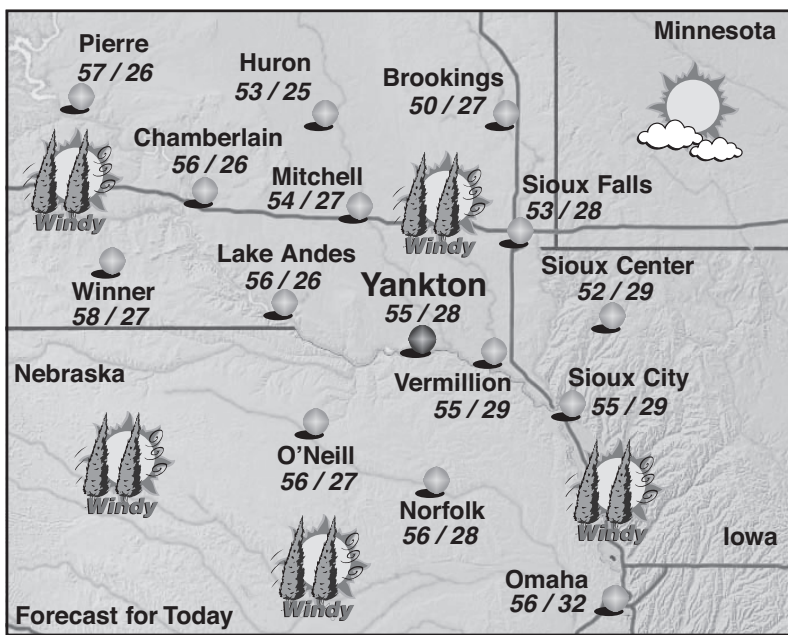 Pierre
57 / 26
Huron
53 / 25
Brookings
50 / 27
Minnesota
Chamberlain
56 / 26
Mitchell
54 / 27
Sioux Falls
53 / 28
Windy
Windy
Winner
58 / 27
Lake Andes
56 / 26
Yankton
55 / 28
Sioux Center
52 / 29
Nebraska
Vermillion
55 / 29
Sioux City
55 / 29
O'Neill
56 / 27
Norfolk
56 / 28
Windy
Windy
Windy
Iowa
Omaha
56 / 32
Forecast for Today